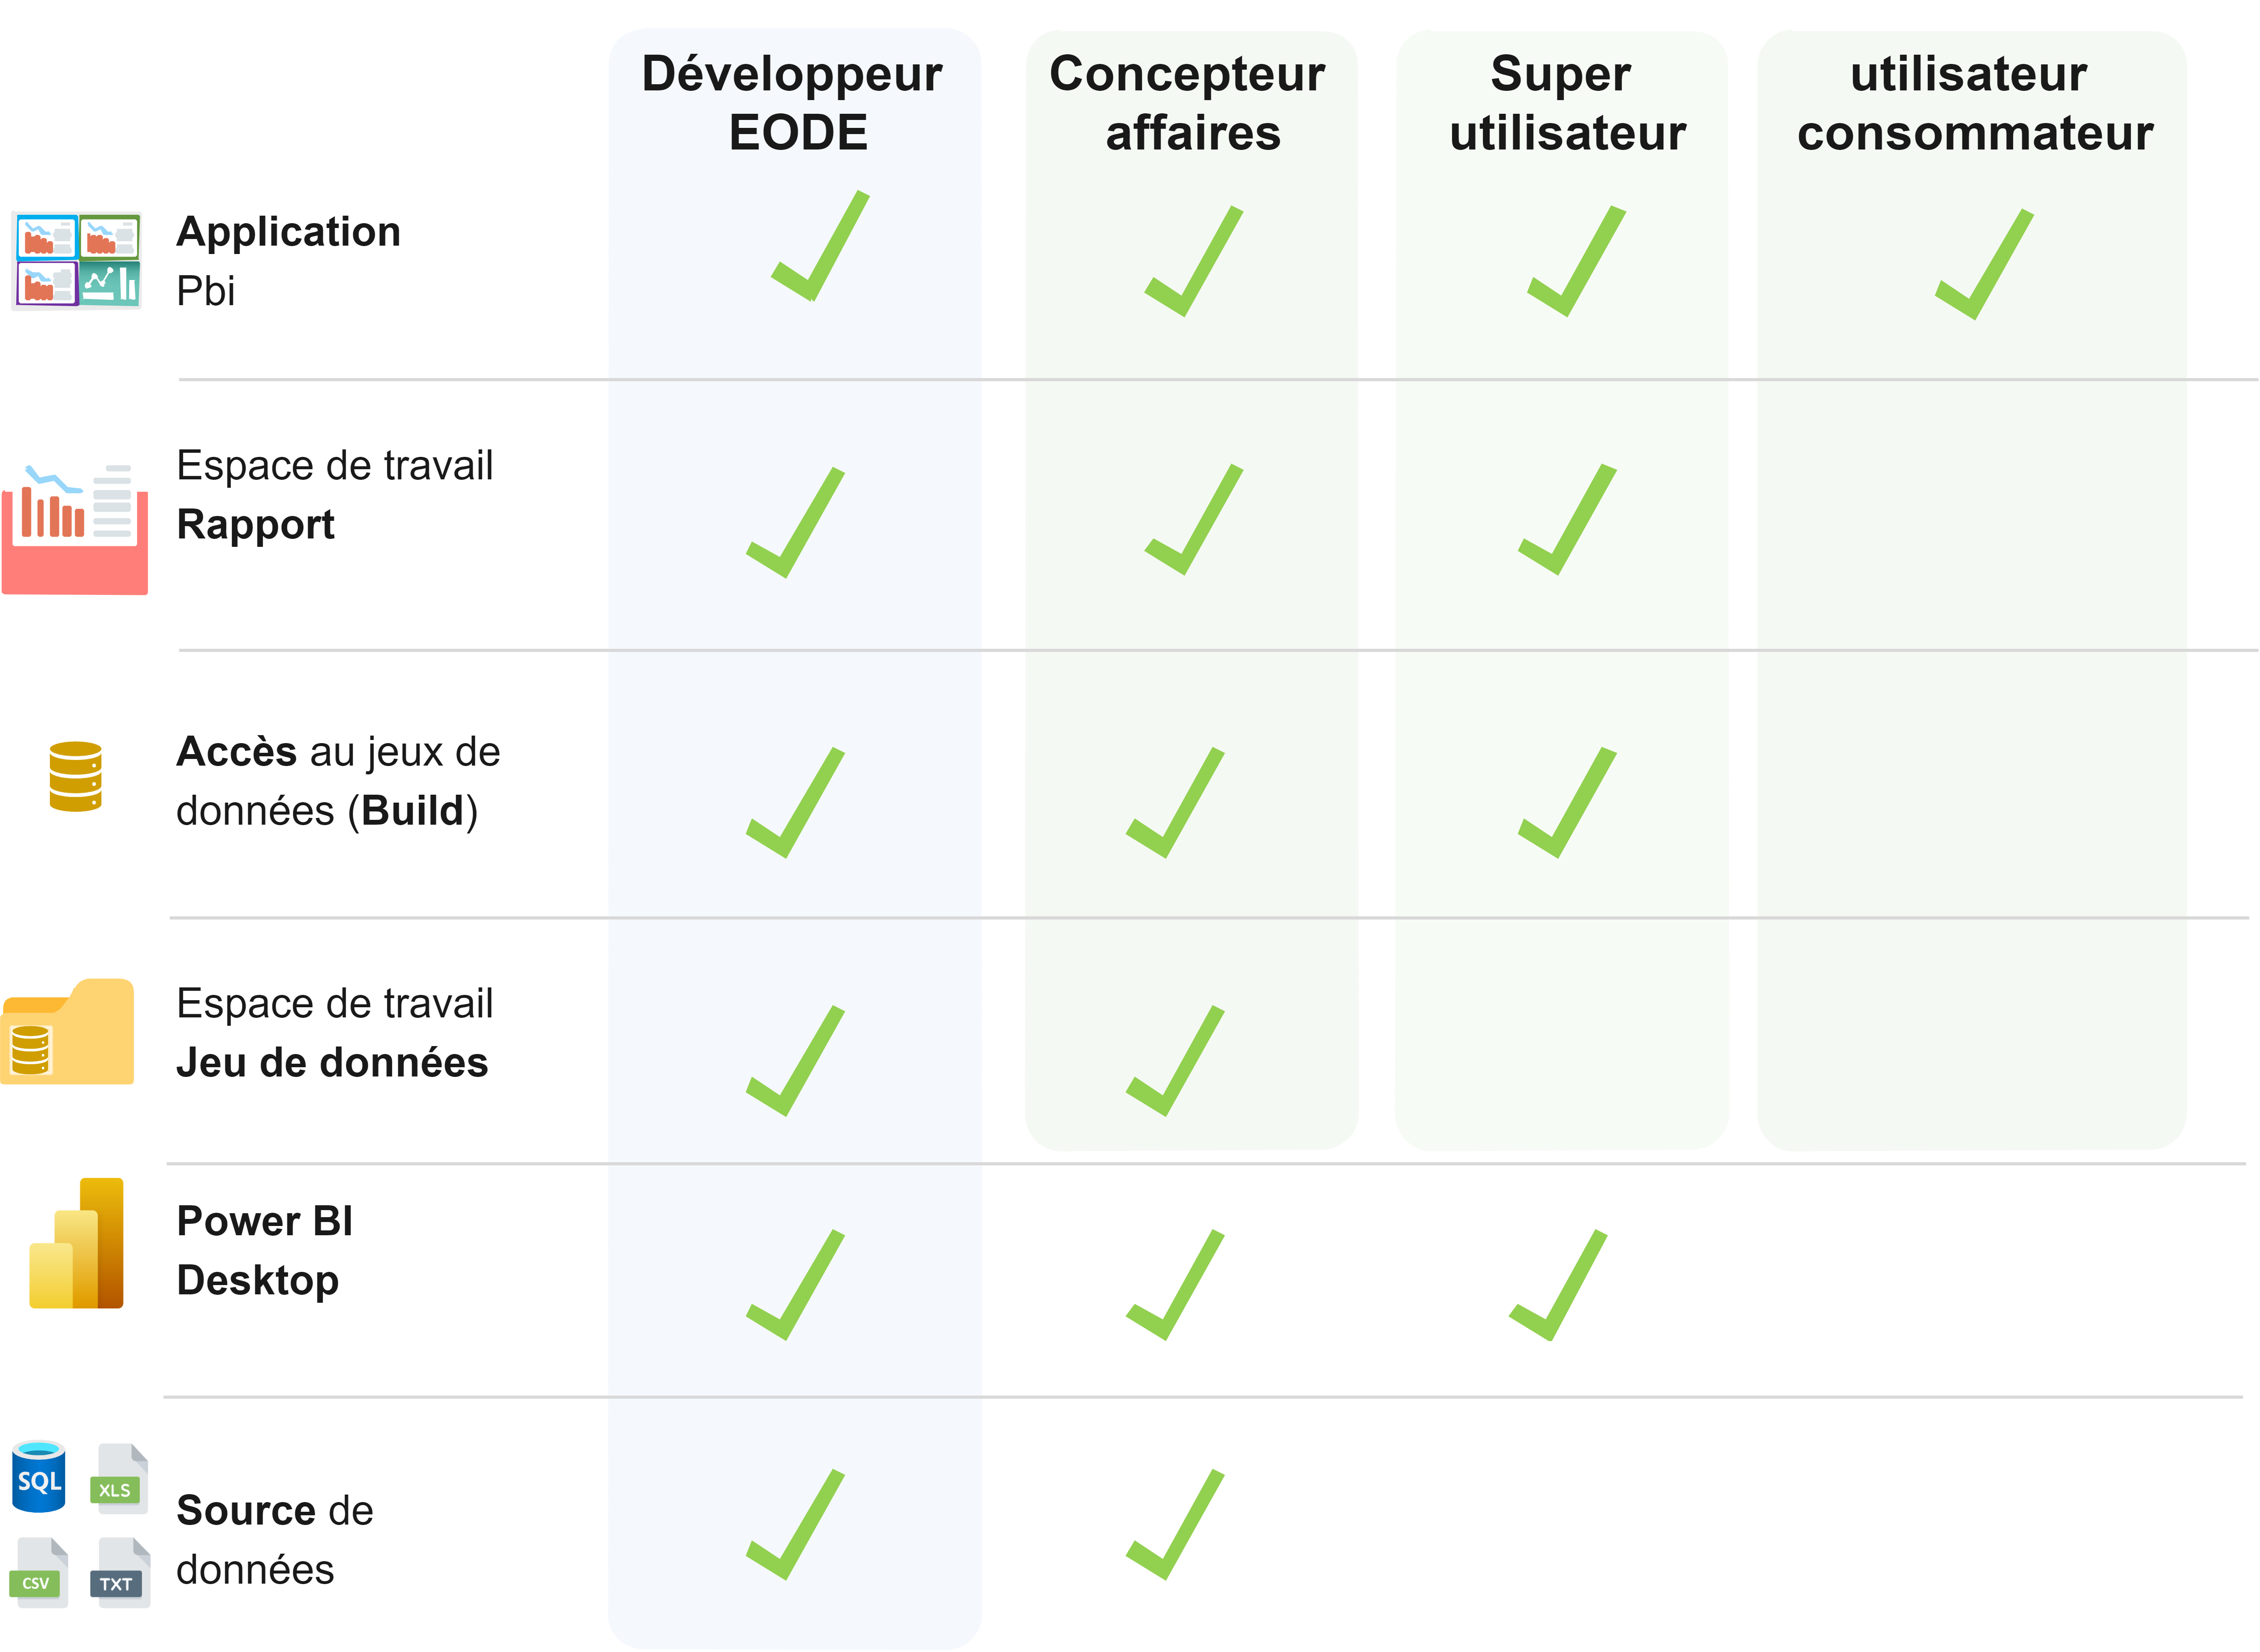 Développeur
EODE
Concepteur
affaires
Super
utilisateur
utilisateur
consommateur
Application
Pbi
Espace de travail
Rapport
Accès au jeux de
données (Build)
Espace de travail
Jeu de données
Power BI
Desktop
SQL
XLS
CSV
TXT
Source de
données